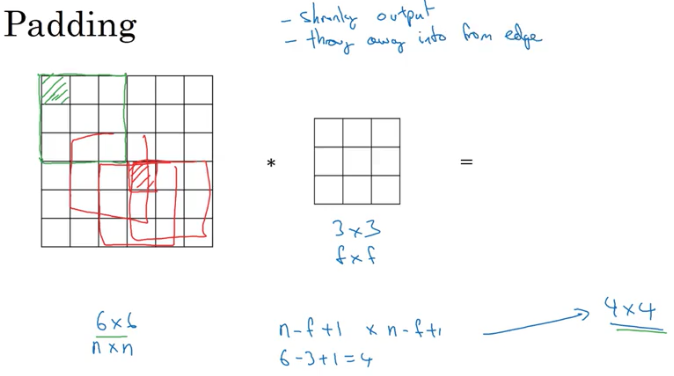 Padding
- shrinky output
- throw away info from edge
*
=
3×3
f×f
6×6
n×n
n-f+1 × n-f+1
6-3+1=4
4×4